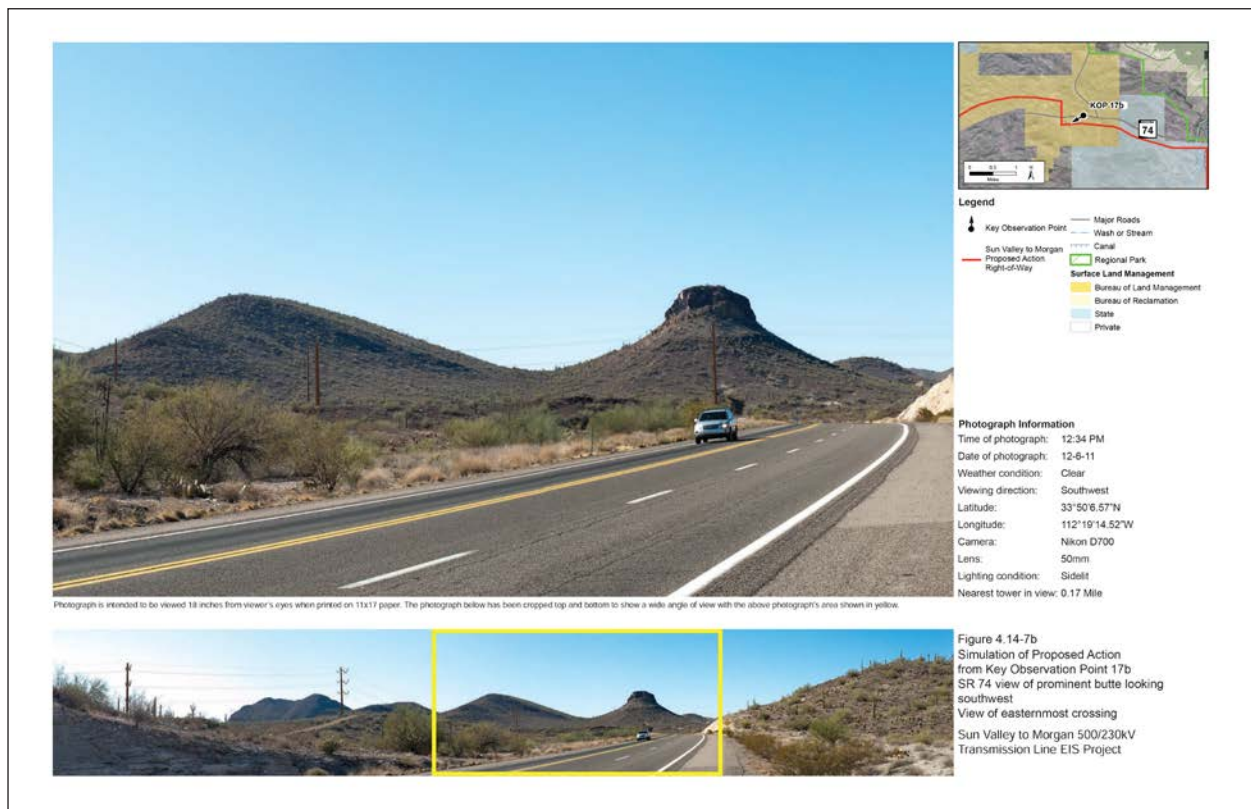 KOP 17b
74
0 0.5 1
Miles
N
Legend
Key Observation Point
Sun Valley to Morgan
Proposed Action
Right-of-Way
Major Roads
Wash or Stream
Canal
Regional Park
Surface Land Management
Bureau of Land Management
Bureau of Reclamation
State
Private
Photograph Information
Time of photograph: 12:34 PM
Date of photograph: 12-6-11
Weather condition: Clear
Viewing direction: Southwest
Latitude: 33°50'6.57"N
Longitude: 112°19'14.52"W
Camera: Nikon D700
Lens: 50mm
Lighting condition: Sidelit
Nearest tower in view: 0.17 Mile
Photograph is intended to be viewed 18 inches from viewer's eyes when printed on 11x17 paper. The photograph below has been cropped top and bottom to show a wide angle of view with the above photograph's area shown in yellow.
Figure 4.14-7b
Simulation of Proposed Action
from Key Observation Point 17b
SR 74 view of prominent butte looking
southwest
View of easternmost crossing
Sun Valley to Morgan 500/230kV
Transmission Line EIS Project